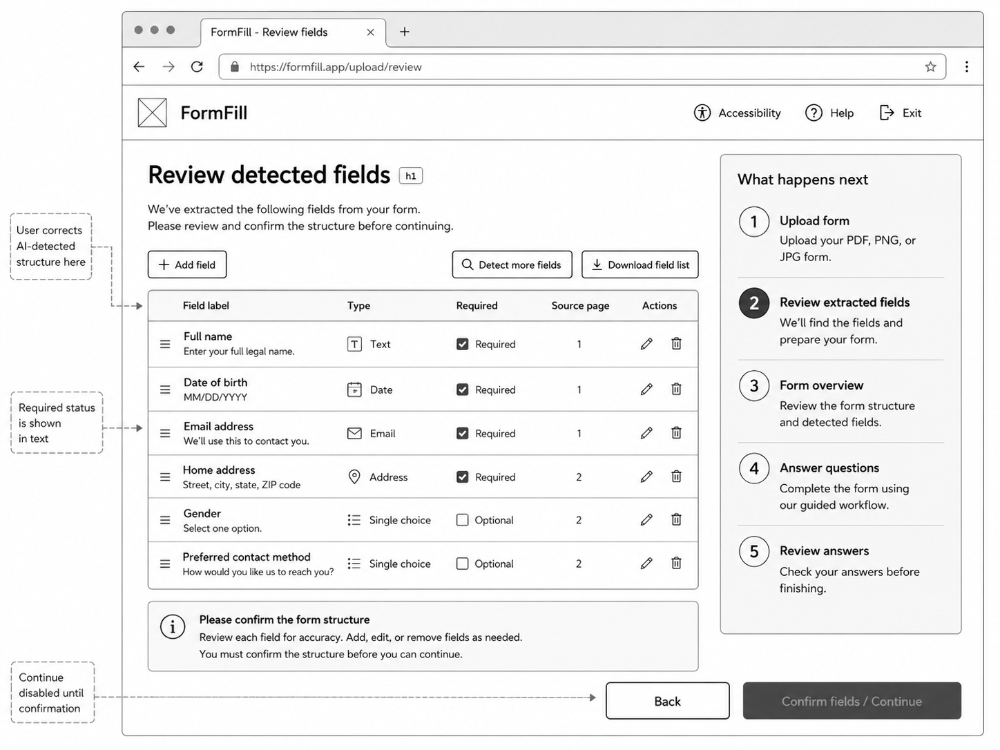 FormFill - Review fields
https://formfill.app/upload/review
FormFill
Accessibility
Help
Exit
Review detected fields
h1
We've extracted the following fields from your form.
Please review and confirm the structure before continuing.
Add field
Detect more fields
Download field list
User corrects
AI-detected
structure here
Field label Type Required Source page Actions
Full name
Enter your full legal name.
T Text Required 1
Date of birth
MM/DD/YYYY
Date Required 1
Required status
is shown
in text
Email address
We'll use this to contact you.
Email Required 1
Home address
Street, city, state, ZIP code
Address Required 2
Gender
Select one option.
Single choice Optional 2
Preferred contact method
How would you like us to reach you?
Single choice Optional 2
i
Please confirm the form structure
Review each field for accuracy. Add, edit, or remove fields as needed.
You must confirm the structure before you can continue.
What happens next
1 Upload form
Upload your PDF, PNG, or
JPG form.
2 Review extracted fields
We'll find the fields and
prepare your form.
3 Form overview
Review the form structure
and detected fields.
4 Answer questions
Complete the form using
our guided workflow.
5 Review answers
Check your answers before
finishing.
Continue
disabled until
confirmation
Back
Confirm fields / Continue